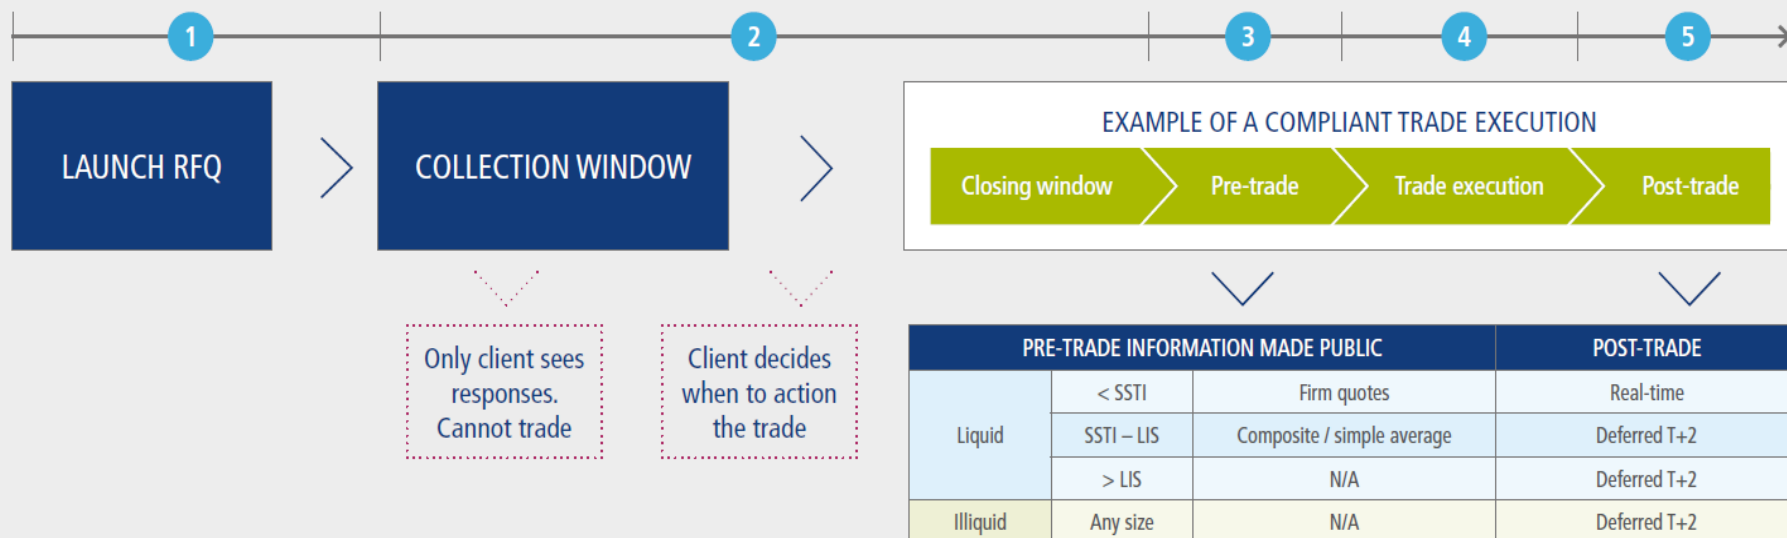 1
2
3
4
5
LAUNCH RFQ
COLLECTION WINDOW
EXAMPLE OF A COMPLIANT TRADE EXECUTION
Closing window
Pre-trade
Trade execution
Post-trade
Only client sees
responses.
Cannot trade
Client decides
when to action
the trade
PRE-TRADE INFORMATION MADE PUBLIC POST-TRADE
Liquid
< SSTI Firm quotes Real-time
SSTI – LIS Composite / simple average Deferred T+2
> LIS N/A Deferred T+2
Illiquid Any size N/A Deferred T+2